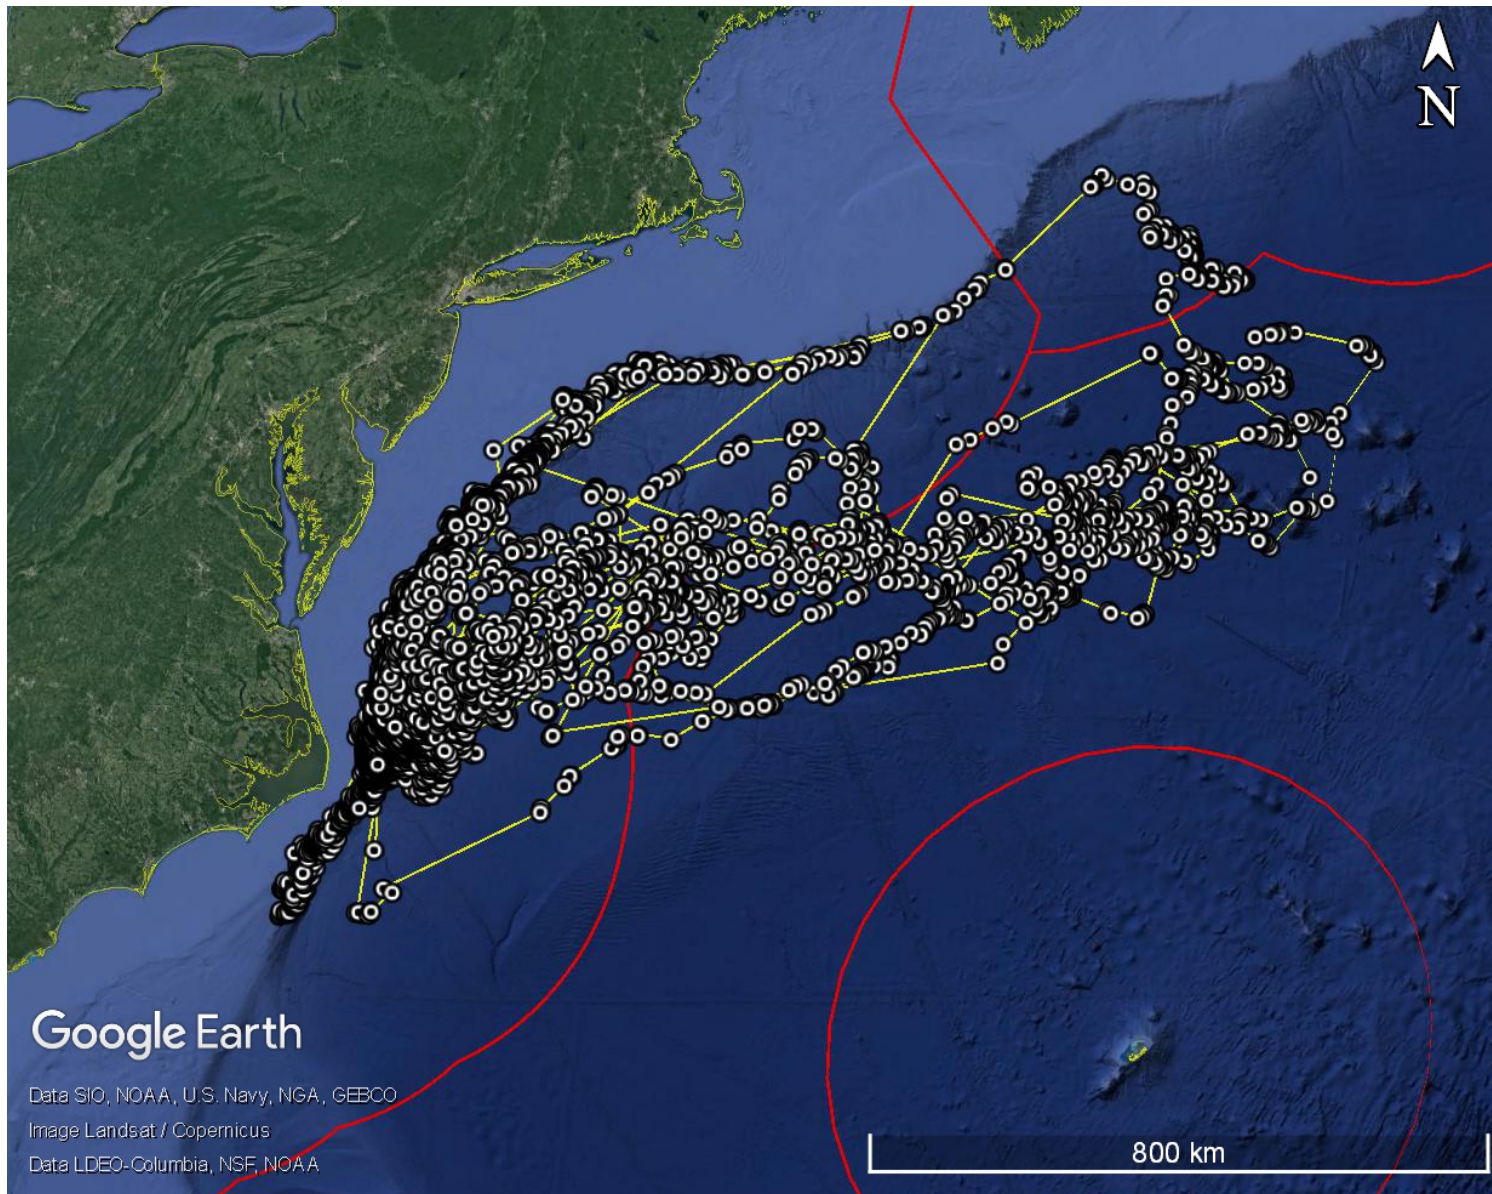 N
Google Earth
Data SIO, NOAA, U.S. Navy, NGA, GEBCO
Image Landsat / Copernicus
Data LDEO-Columbia, NSF, NOAA
800 km